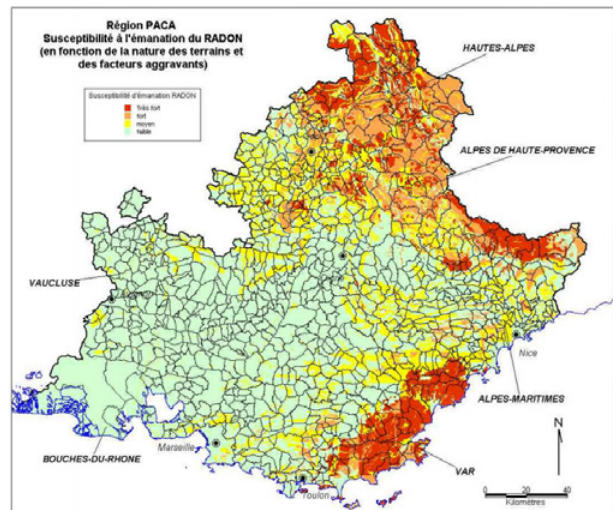 Région PACA
Susceptibilité à l'émanation du RADON
(en fonction de la nature des terrains et
des facteurs aggravants)
Susceptibilité d'émanation RADON
Très fort
fort
moyen
faible
HAUTES-ALPES
ALPES DE HAUTE-PROVENCE
VAUCLUSE
Nice
ALPES-MARITIMES
N
Marseille
BOUCHES-DU-RHONE
VAR
Toulon
0 20 40
Kilomètres